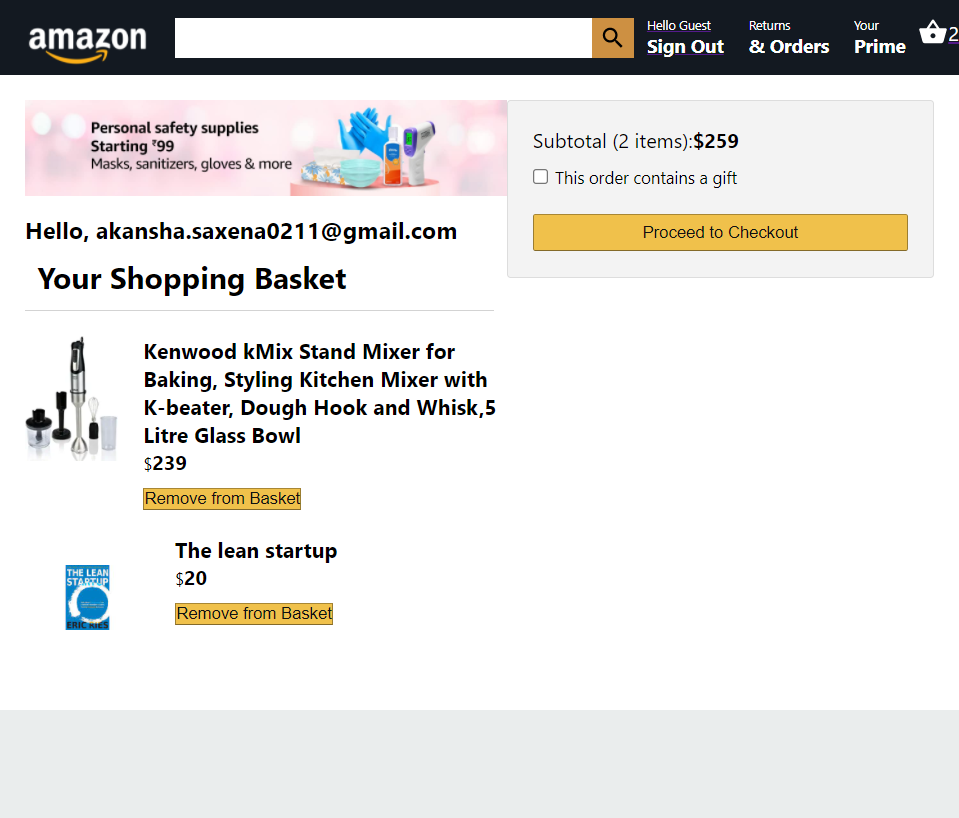 amazon
Hello Guest
Sign Out
Returns
& Orders
Your
Prime
2
Personal safety supplies
Starting ₹99
Masks, sanitizers, gloves & more
Subtotal (2 items):$259
This order contains a gift
Proceed to Checkout
Hello, akansha.saxena0211@gmail.com
Your Shopping Basket
Kenwood kMix Stand Mixer for
Baking, Styling Kitchen Mixer with
K-beater, Dough Hook and Whisk,5
Litre Glass Bowl
$239
Remove from Basket
THE LEAN
STARTUP
ERIC RIES
The lean startup
$20
Remove from Basket